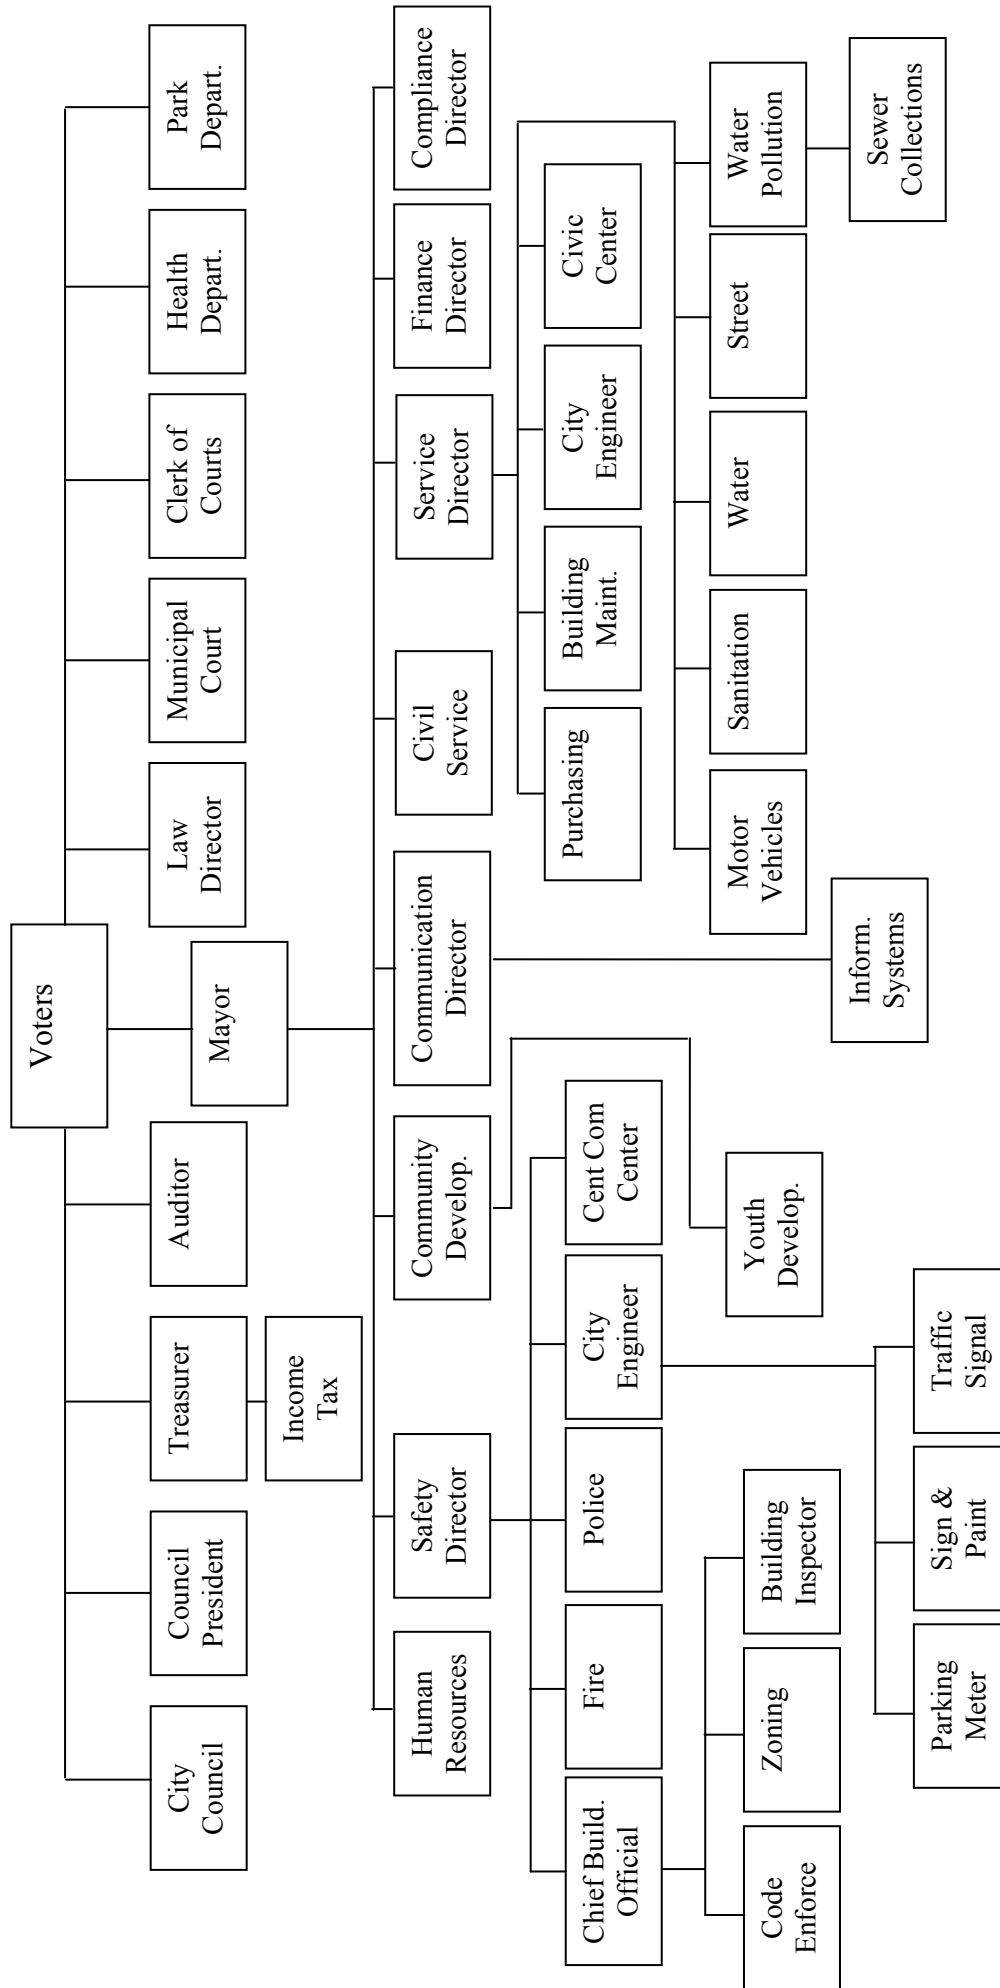 Voters
City
Council
Council
President
Treasurer
Auditor
Law
Director
Municipal
Court
Clerk of
Courts
Health
Depart.
Park
Depart.
Mayor
Income
Tax
Human
Resources
Safety
Director
Community
Develop.
Communication
Director
Civil
Service
Service
Director
Finance
Director
Compliance
Director
Chief Build.
Official
Fire
Police
City
Engineer
Cent Com
Center
Purchasing
Building
Maint.
City
Engineer
Civic
Center
Code
Enforce
Zoning
Building
Inspector
Youth
Develop.
Motor
Vehicles
Sanitation
Water
Street
Water
Pollution
Inform.
Systems
Sewer
Collections
Parking
Meter
Sign &
Paint
Traffic
Signal